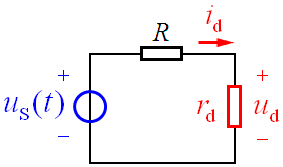 i_d
R
+ +
u_S(t) r_d u_d
− −